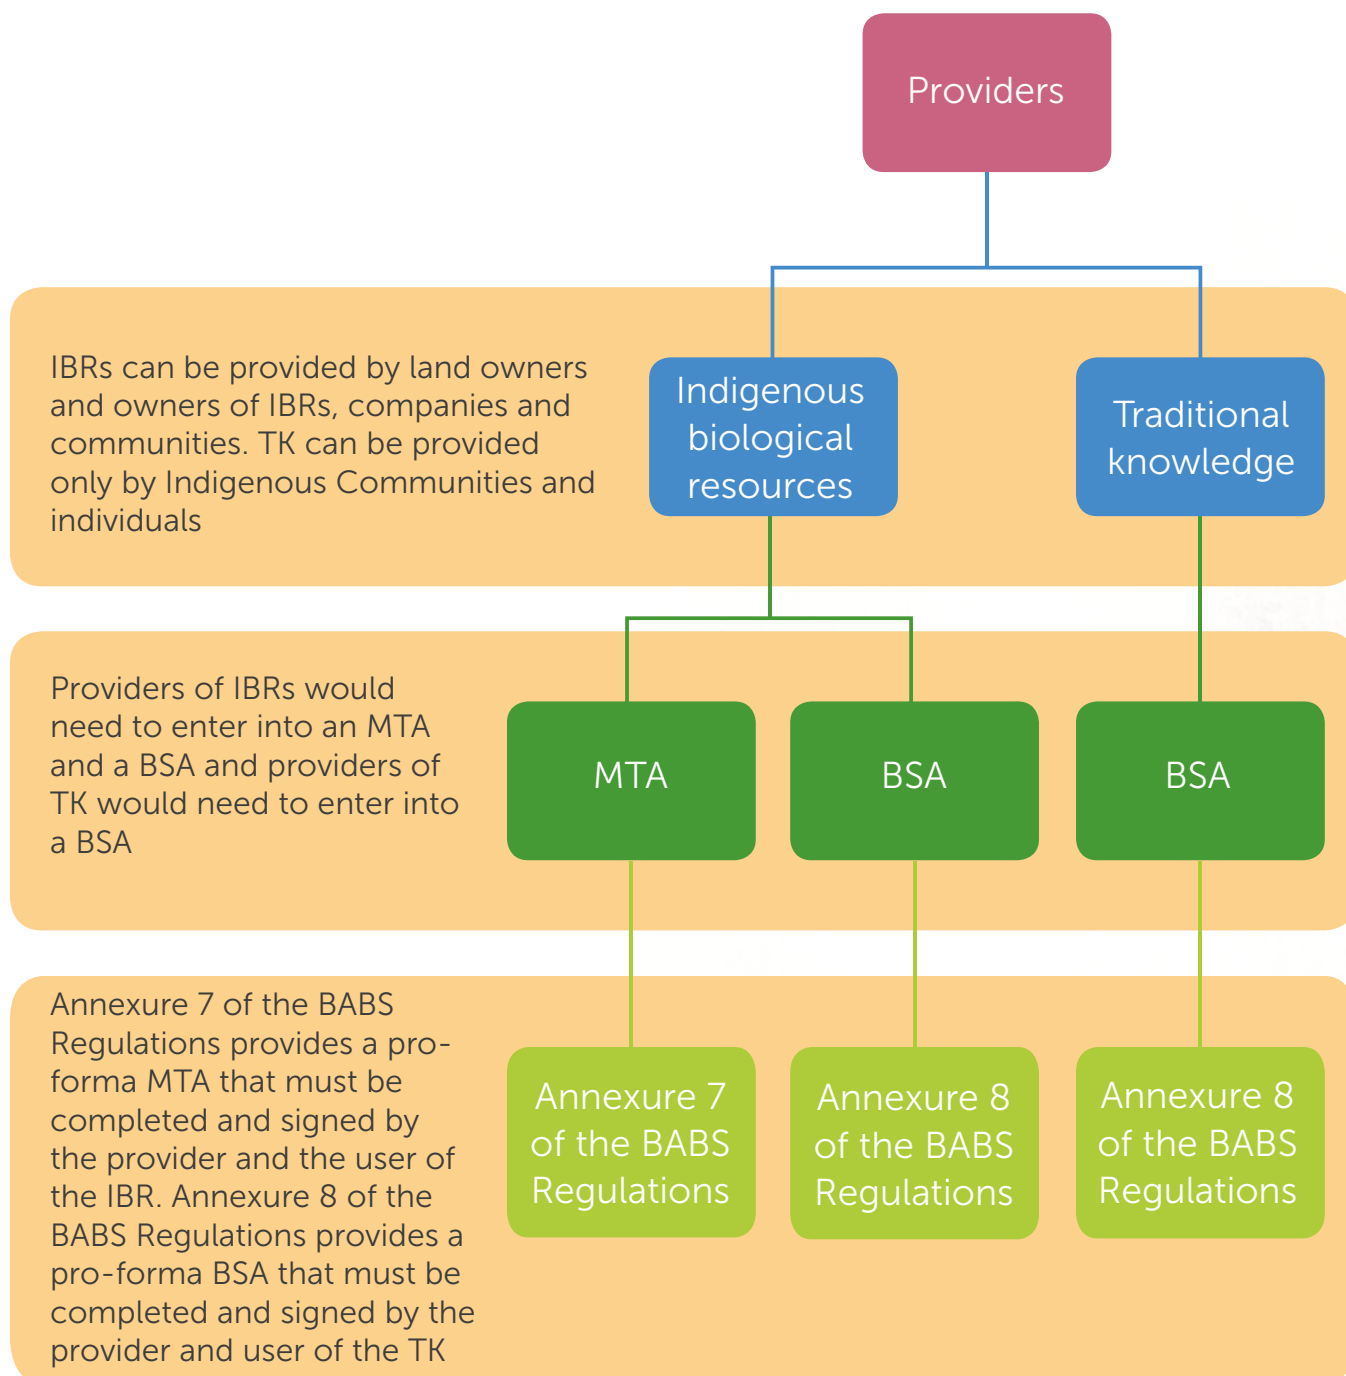 Providers
IBRs can be provided by land owners
and owners of IBRs, companies and
communities. TK can be provided
only by Indigenous Communities and
individuals
Indigenous
biological
resources
Traditional
knowledge
Providers of IBRs would
need to enter into an MTA
and a BSA and providers of
TK would need to enter into
a BSA
MTA
BSA
BSA
Annexure 7 of the BABS
Regulations provides a pro-
forma MTA that must be
completed and signed by
the provider and the user of
the IBR. Annexure 8 of the
BABS Regulations provides a
pro-forma BSA that must be
completed and signed by the
provider and user of the TK
Annexure 7
of the BABS
Regulations
Annexure 8
of the BABS
Regulations
Annexure 8
of the BABS
Regulations